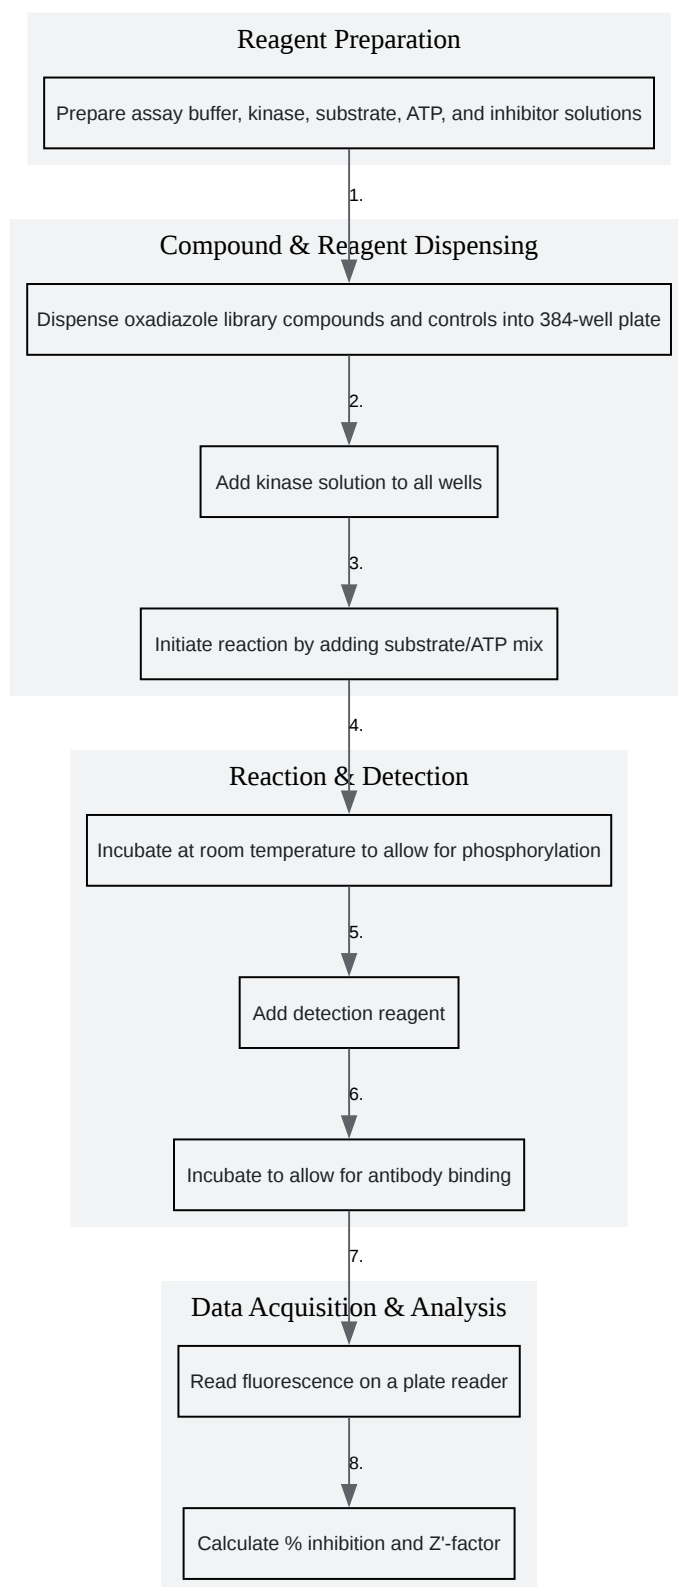 Reagent Preparation
Prepare assay buffer, kinase, substrate, ATP, and inhibitor solutions
1.
Compound & Reagent Dispensing
Dispense oxadiazole library compounds and controls into 384-well plate
2.
Add kinase solution to all wells
3.
Initiate reaction by adding substrate/ATP mix
4.
Reaction & Detection
Incubate at room temperature to allow for phosphorylation
5.
Add detection reagent
6.
Incubate to allow for antibody binding
7.
Data Acquisition & Analysis
Read fluorescence on a plate reader
8.
Calculate % inhibition and Z'-factor